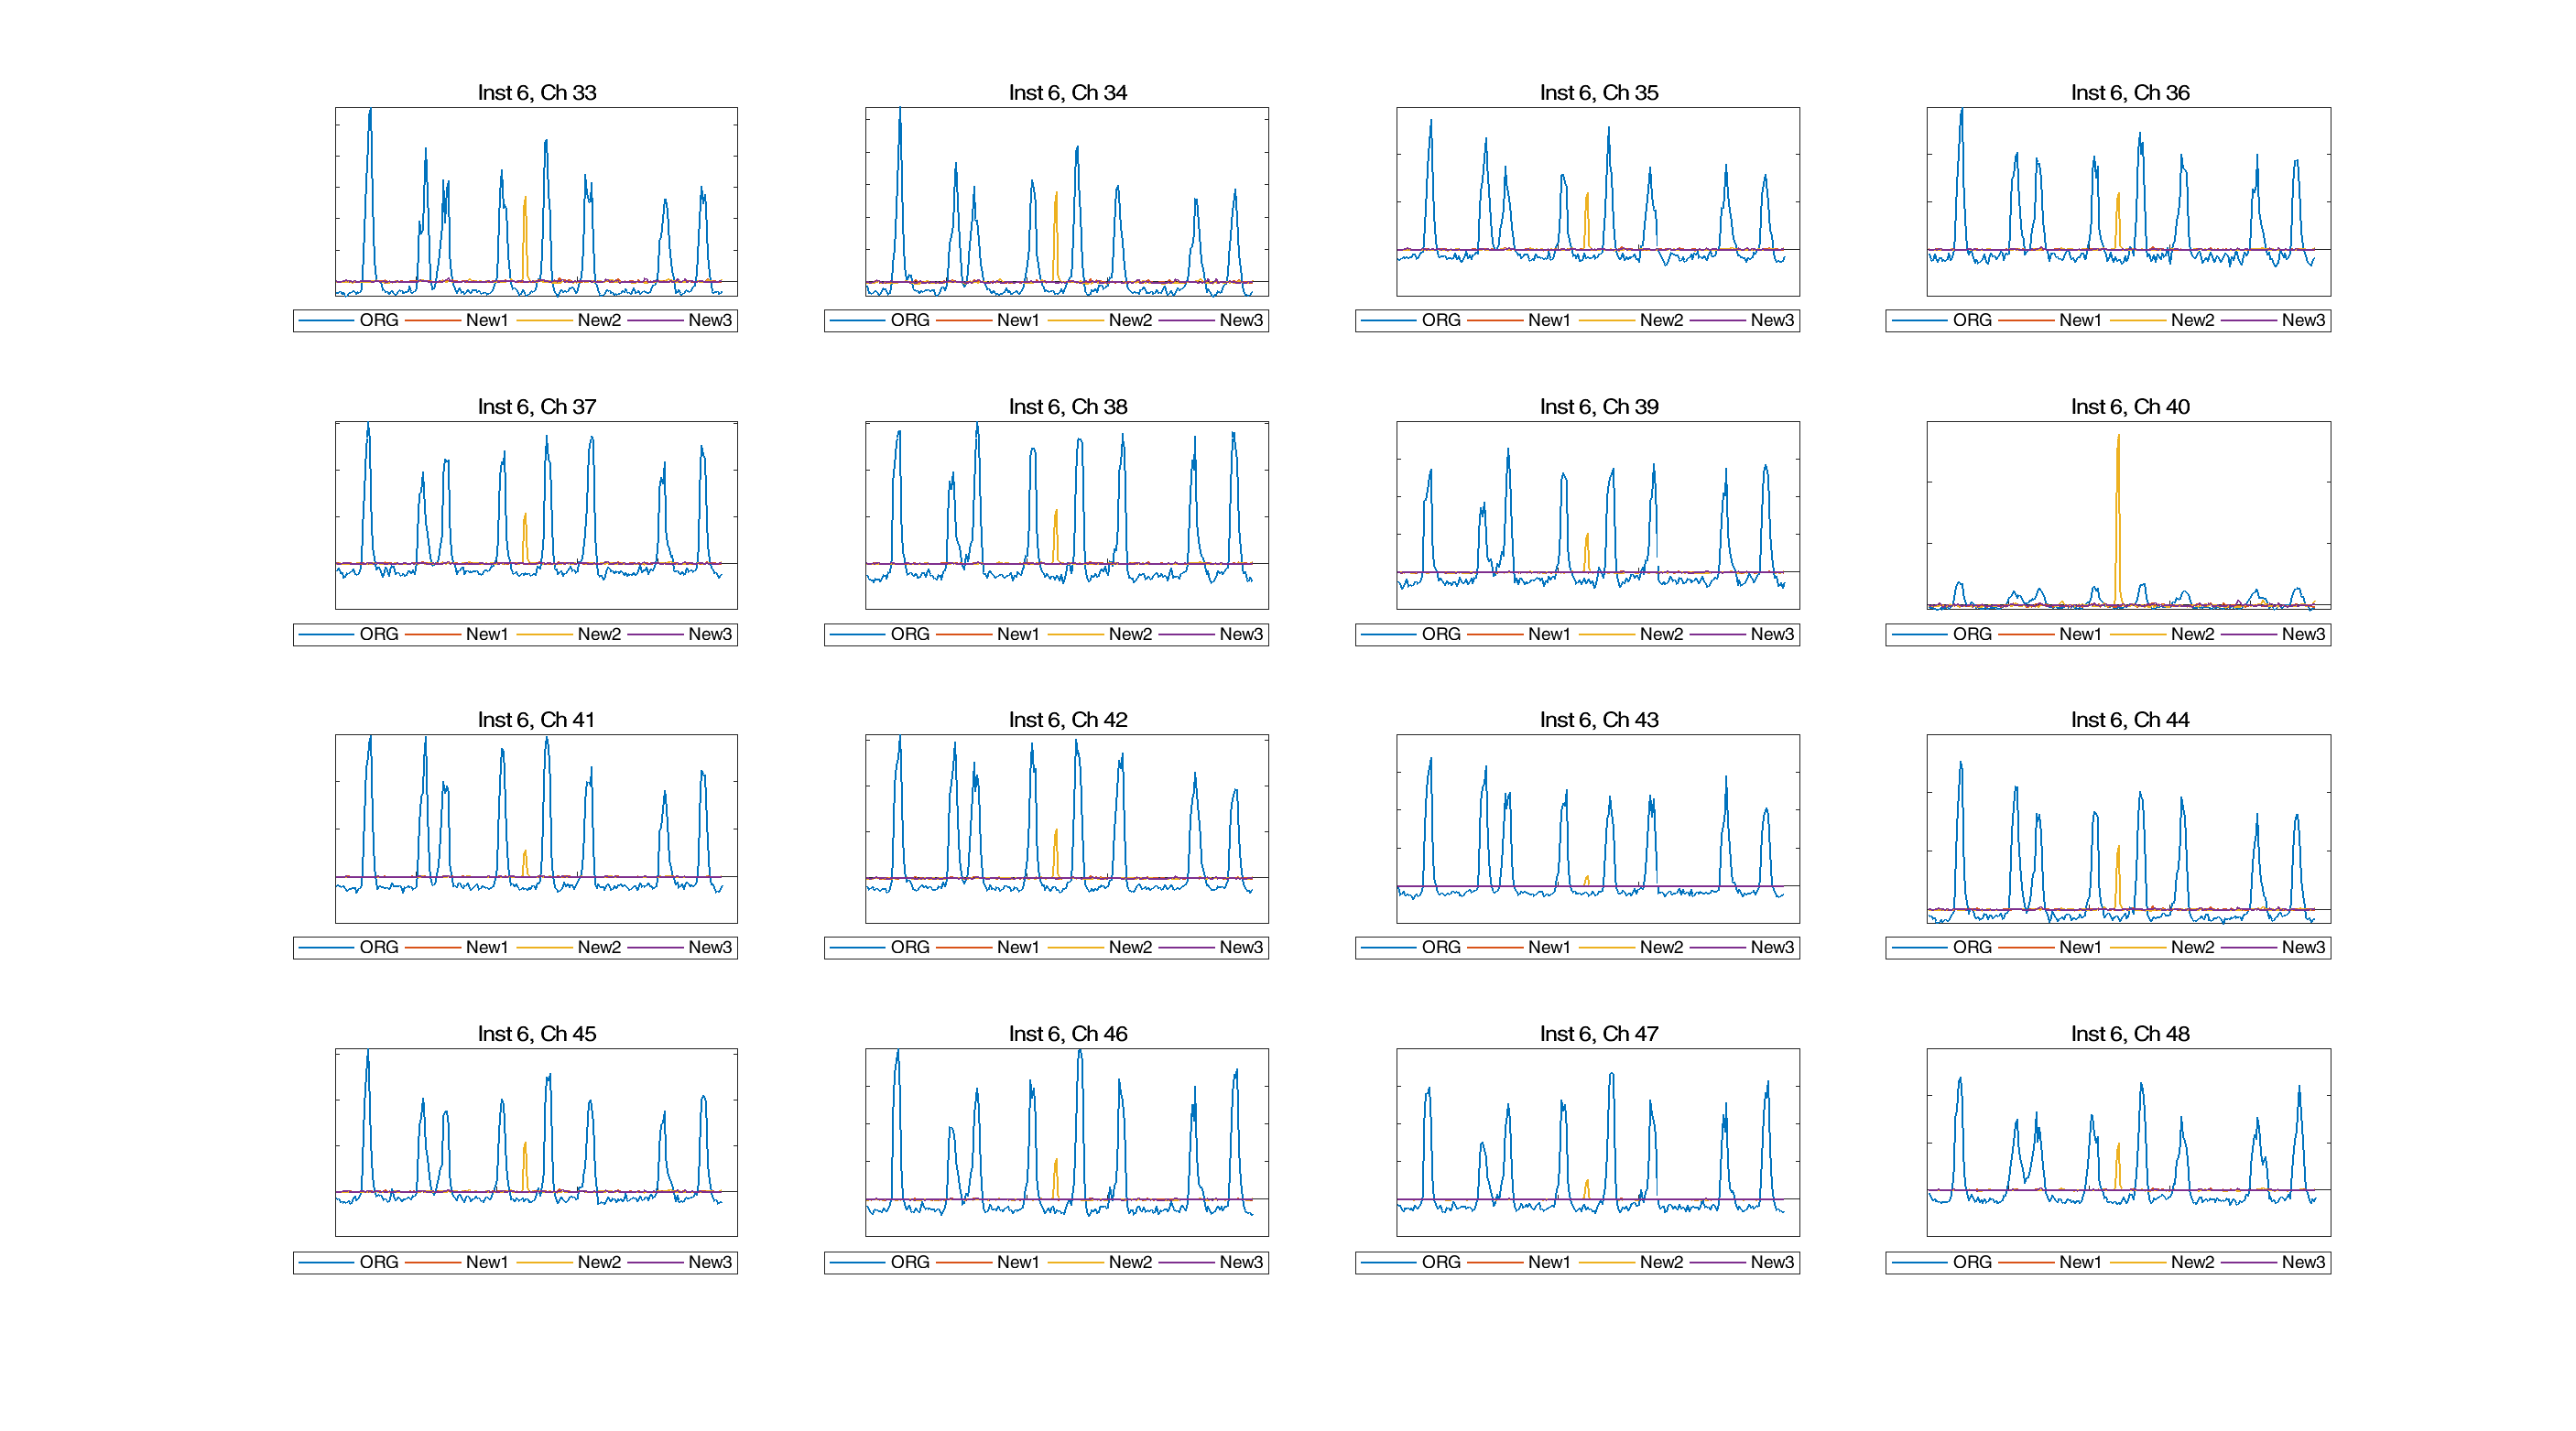 Inst 6, Ch 33
Inst 6, Ch 34
Inst 6, Ch 35
Inst 6, Ch 36
ORG New1 New2 New3
ORG New1 New2 New3
ORG New1 New2 New3
ORG New1 New2 New3
Inst 6, Ch 37
Inst 6, Ch 38
Inst 6, Ch 39
Inst 6, Ch 40
ORG New1 New2 New3
ORG New1 New2 New3
ORG New1 New2 New3
ORG New1 New2 New3
Inst 6, Ch 41
Inst 6, Ch 42
Inst 6, Ch 43
Inst 6, Ch 44
ORG New1 New2 New3
ORG New1 New2 New3
ORG New1 New2 New3
ORG New1 New2 New3
Inst 6, Ch 45
Inst 6, Ch 46
Inst 6, Ch 47
Inst 6, Ch 48
ORG New1 New2 New3
ORG New1 New2 New3
ORG New1 New2 New3
ORG New1 New2 New3